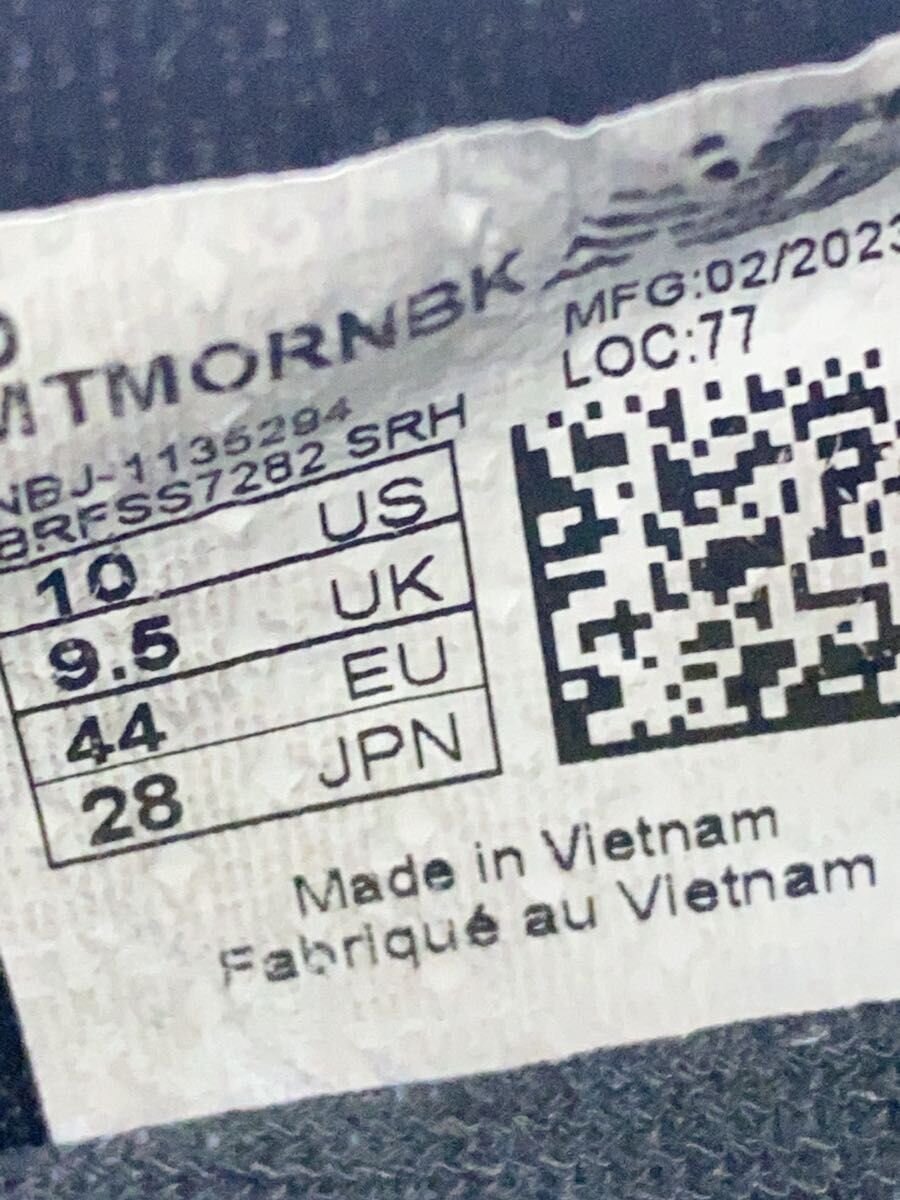 MTMORNBK
MFG:02/2023
LOC:77
NBJ-1135294
BRFSS7282 SRH
10 US
9.5 UK
44 EU
28 JPN
Made in Vietnam
Fabriqué au Vietnam